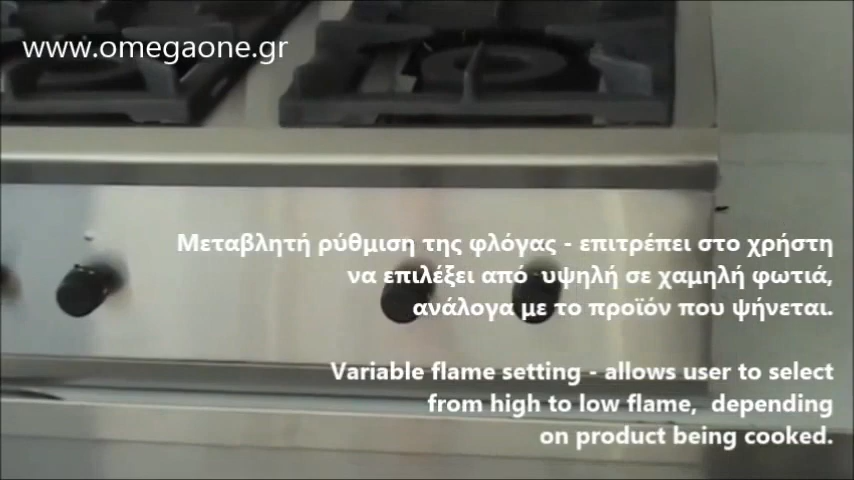 www.omegaone.gr
Μεταβλητή ρύθμιση της φλόγας - επιτρέπει στο χρήστη
να επιλέξει από υψηλή σε χαμηλή φωτιά,
ανάλογα με το προϊόν που ψήνεται.
Variable flame setting - allows user to select
from high to low flame, depending
on product being cooked.